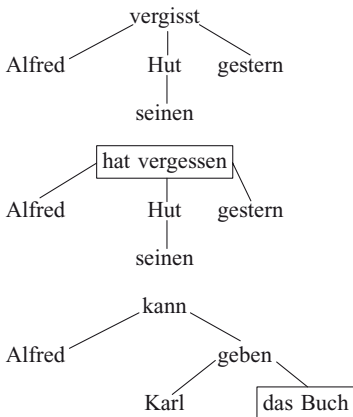 vergisst
Alfred Hut gestern
seinen
hat vergessen
Alfred Hut gestern
seinen
kann
Alfred geben
Karl das Buch